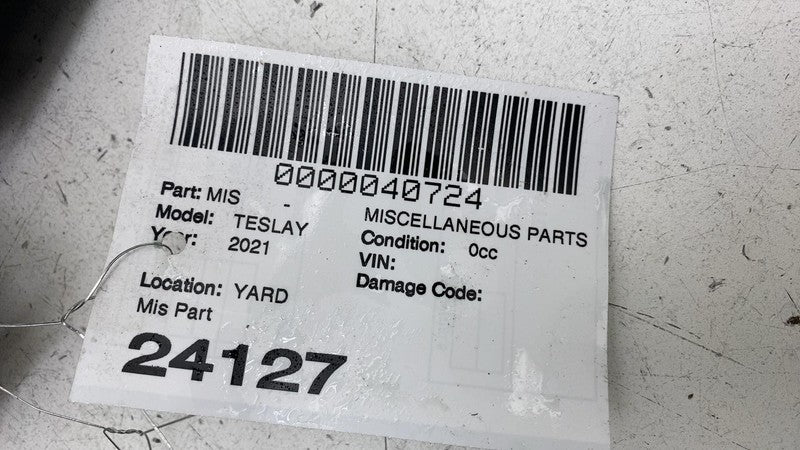 0000040724
Part: MIS - MISCELLANEOUS PARTS
Model: TESLAY Condition: 0cc
Year: 2021 VIN:
Damage Code:
Location: YARD
Mis Part
24127